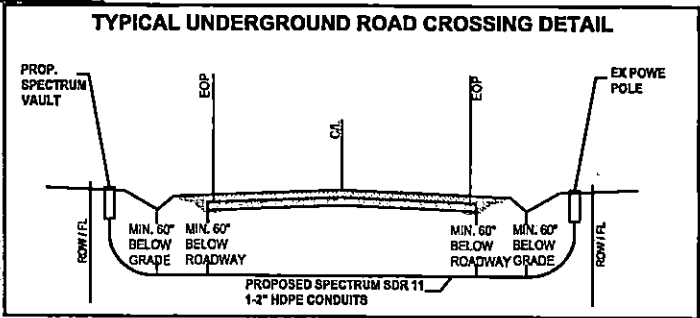 TYPICAL UNDERGROUND ROAD CROSSING DETAIL
PROP.
SPECTRUM
VAULT
EOP
C/L
EOP
EX POWE
POLE
ROW / FL
MIN. 60"
BELOW
GRADE
MIN. 60"
BELOW
ROADWAY
MIN. 60"
BELOW
ROADWAY
MIN. 60"
BELOW
GRADE
ROW / FL
PROPOSED SPECTRUM SDR 11
1-2" HDPE CONDUITS